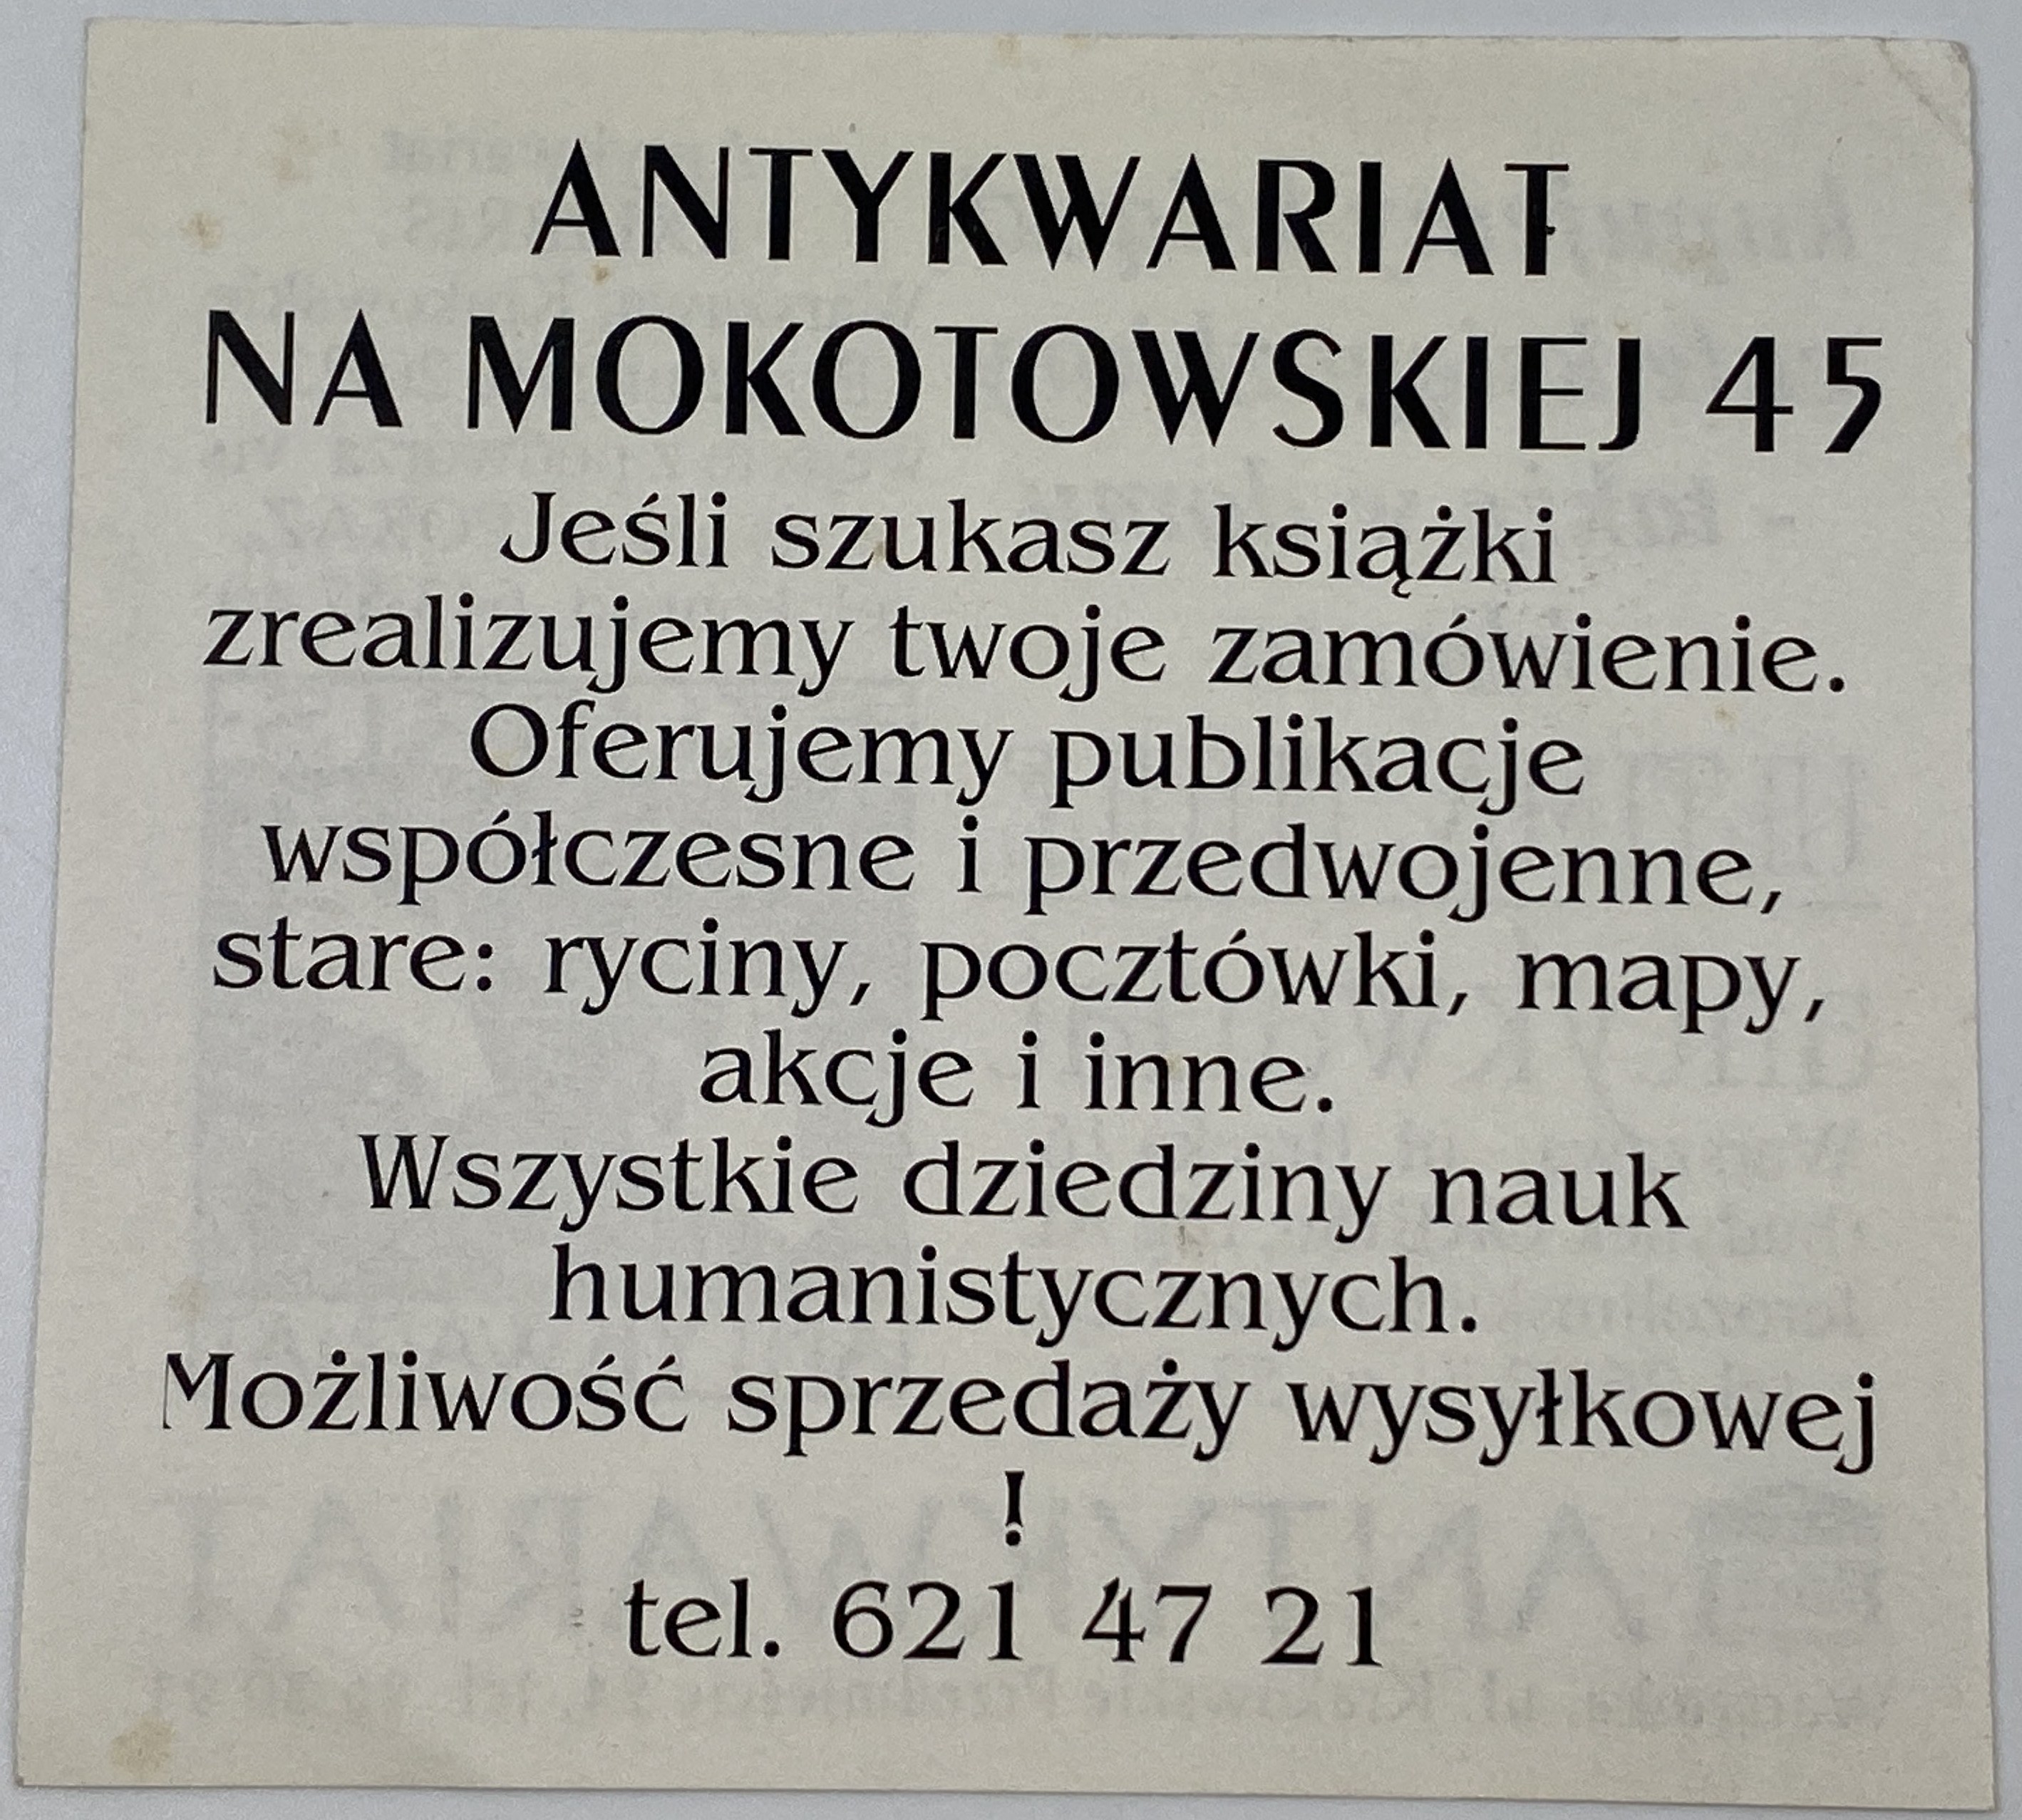 ANTYKWARIAT
NA MOKOTOWSKIEJ 45
Jeśli szukasz książki
zrealizujemy twoje zamówienie.
Oferujemy publikacje
współczesne i przedwojenne,
stare: ryciny, pocztówki, mapy,
akcje i inne.
Wszystkie dziedziny nauk
humanistycznych.
Możliwość sprzedaży wysyłkowej
!
tel. 621 47 21